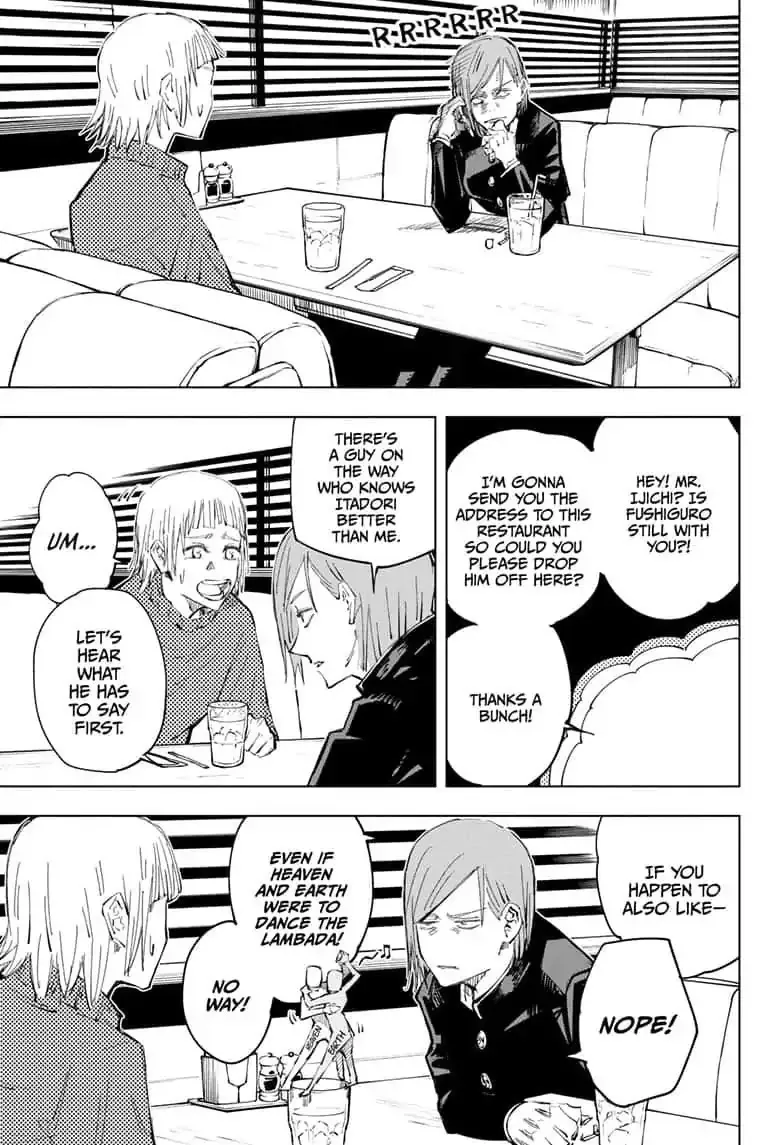 R-R-R-R-R-R
HEY! MR.
IJICHI? IS
FUSHIGURO
STILL WITH
YOU?!
I'M GONNA
SEND YOU THE
ADDRESS TO THIS
RESTAURANT
SO COULD YOU
PLEASE DROP
HIM OFF HERE?
THANKS A
BUNCH!
THERE'S
A GUY ON
THE WAY
WHO KNOWS
ITADORI
BETTER
THAN ME.
UM...
LET'S
HEAR
WHAT
HE HAS
TO SAY
FIRST.
IF YOU
HAPPEN TO
ALSO LIKE—
NOPE!
EVEN IF
HEAVEN
AND EARTH
WERE TO
DANCE THE
LAMBADA!
NO
WAY!
HEAVEN
EARTH